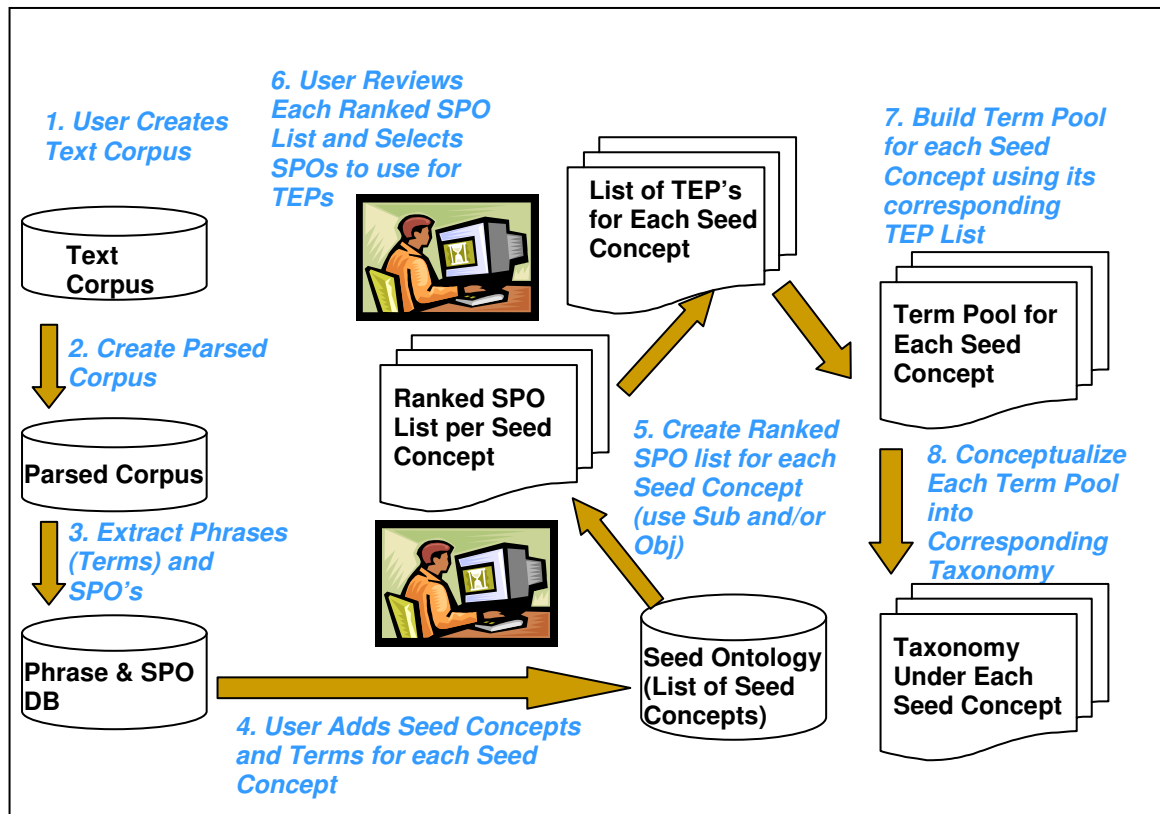 1. User Creates
Text Corpus
Text
Corpus
2. Create Parsed
Corpus
Parsed Corpus
3. Extract Phrases
(Terms) and
SPO's
Phrase & SPO
DB
4. User Adds Seed Concepts
and Terms for each Seed
Concept
Seed Ontology
(List of Seed
Concepts)
5. Create Ranked
SPO list for each
Seed Concept
(use Sub and/or
Obj)
Ranked SPO
List per Seed
Concept
6. User Reviews
Each Ranked SPO
List and Selects
SPOs to use for
TEPs
List of TEP's
for Each Seed
Concept
7. Build Term Pool
for each Seed
Concept using its
corresponding
TEP List
Term Pool for
Each Seed
Concept
8. Conceptualize
Each Term Pool
into
Corresponding
Taxonomy
Taxonomy
Under Each
Seed Concept